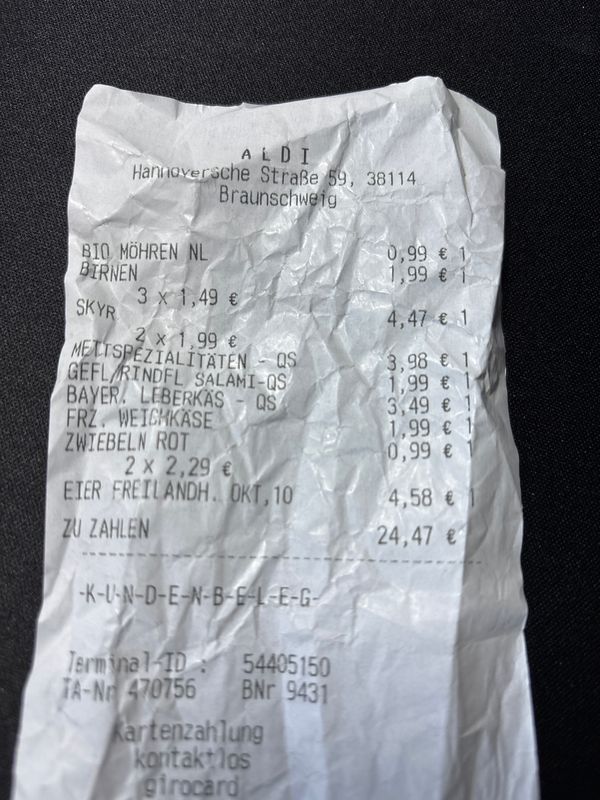 ALDI
Hannoversche Straße 59, 38114
Braunschweig
BIO MÖHREN NL 0,99 € 1
BIRNEN 1,99 € 1
3 x 1,49 €
SKYR 4,47 € 1
2 x 1,99 €
METTSPEZIALITÄTEN - QS 3,98 € 1
GEFL/RINDFL SALAMI-QS 1,99 € 1
BAYER. LEBERKÄS - QS 3,49 € 1
FRZ. WEICHKÄSE 1,99 € 1
ZWIEBELN ROT 0,99 € 1
2 x 2,29 €
EIER FREILANDH. OKT,10 4,58 € 1
ZU ZAHLEN 24,47 €
-K-U-N-D-E-N-B-E-L-E-G-
Terminal-ID : 54405150
TA-Nr 470756 BNr 9431
Kartenzahlung
kontaktlos
girocard